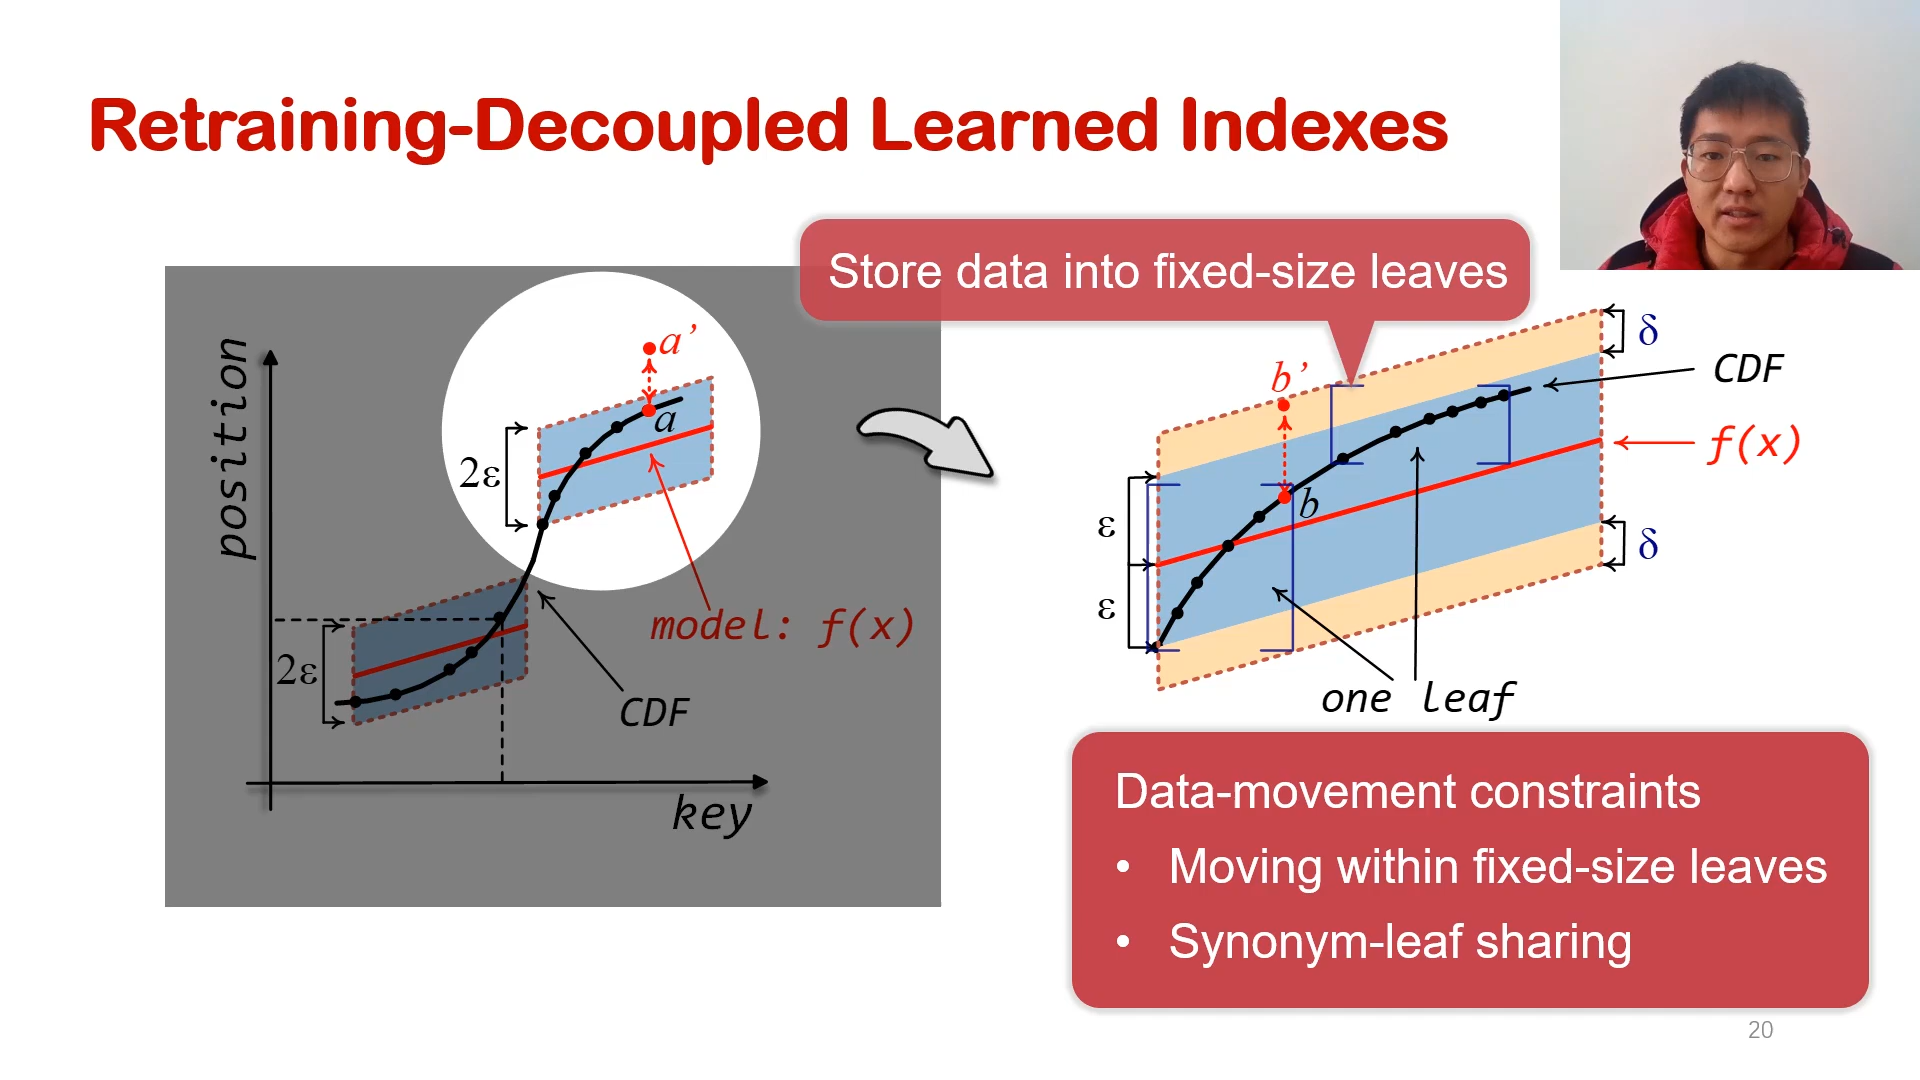 Retraining-Decoupled Learned Indexes
Store data into fixed-size leaves
position
a’
a
2ε
model: f(x)
2ε
CDF
key
δ
CDF
b’
f(x)
b
ε
δ
ε
one leaf
Data-movement constraints
• Moving within fixed-size leaves
• Synonym-leaf sharing
20